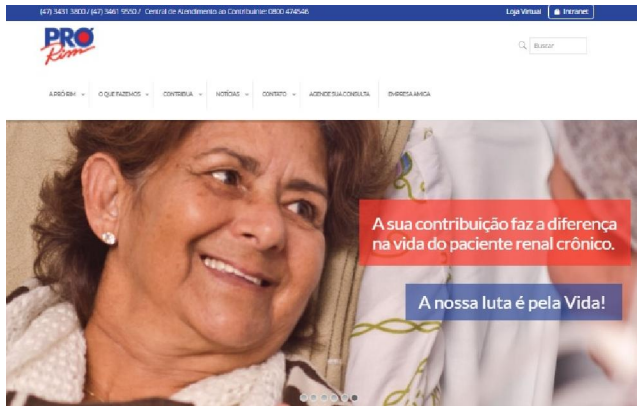 (47) 3431 3800 / (47) 3461 9550 / Central de Atendimento ao Contribuinte: 0800 474546
Loja Virtual
Intranet
PRÓ
Rim
Buscar
A PRÓ RIM
O QUE FAZEMOS
CONTRIBUA
NOTÍCIAS
CONTATO
AGENDE SUA CONSULTA
EMPRESA AMIGA
A sua contribuição faz a diferença
na vida do paciente renal crônico.
A nossa luta é pela Vida!